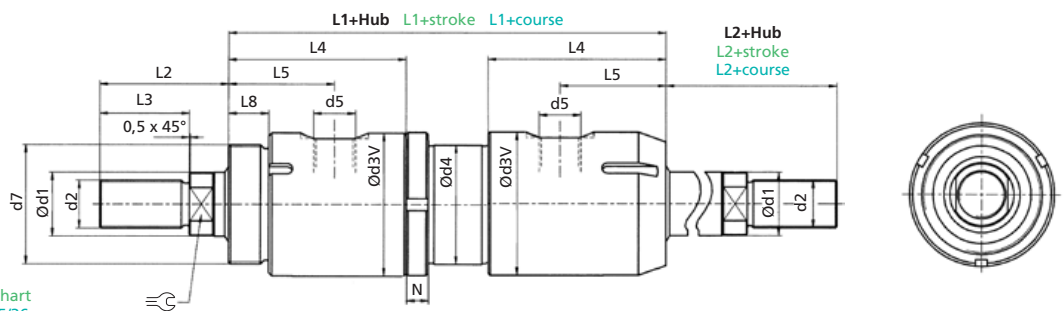 L1+Hub L1+stroke L1+course
L2+Hub
L2+stroke
L2+course
L4
L4
L2
L5
L5
L3
L8
d5
d5
0,5 x 45°
d7
Ød1
d2
Ød3V
Ød4
Ød3V
Ød1
d2
N
hart